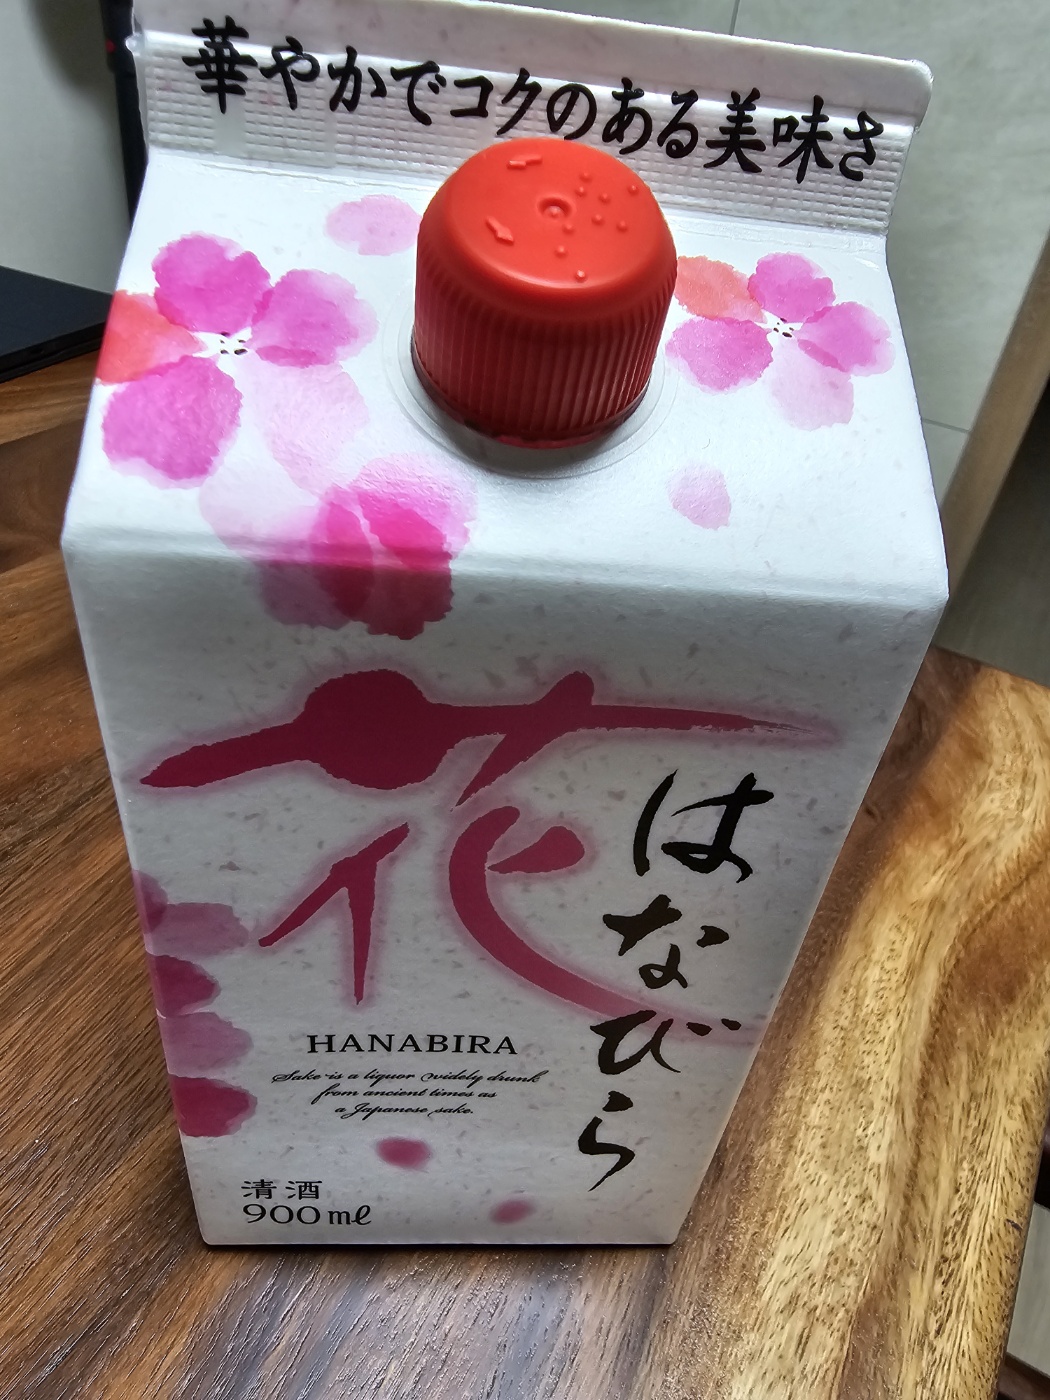 華やかでコクのある美味さ
花
はなびら
HANABIRA
Sake is a liquor widely drunk
from ancient times as
a Japanese sake.
清酒
900ml